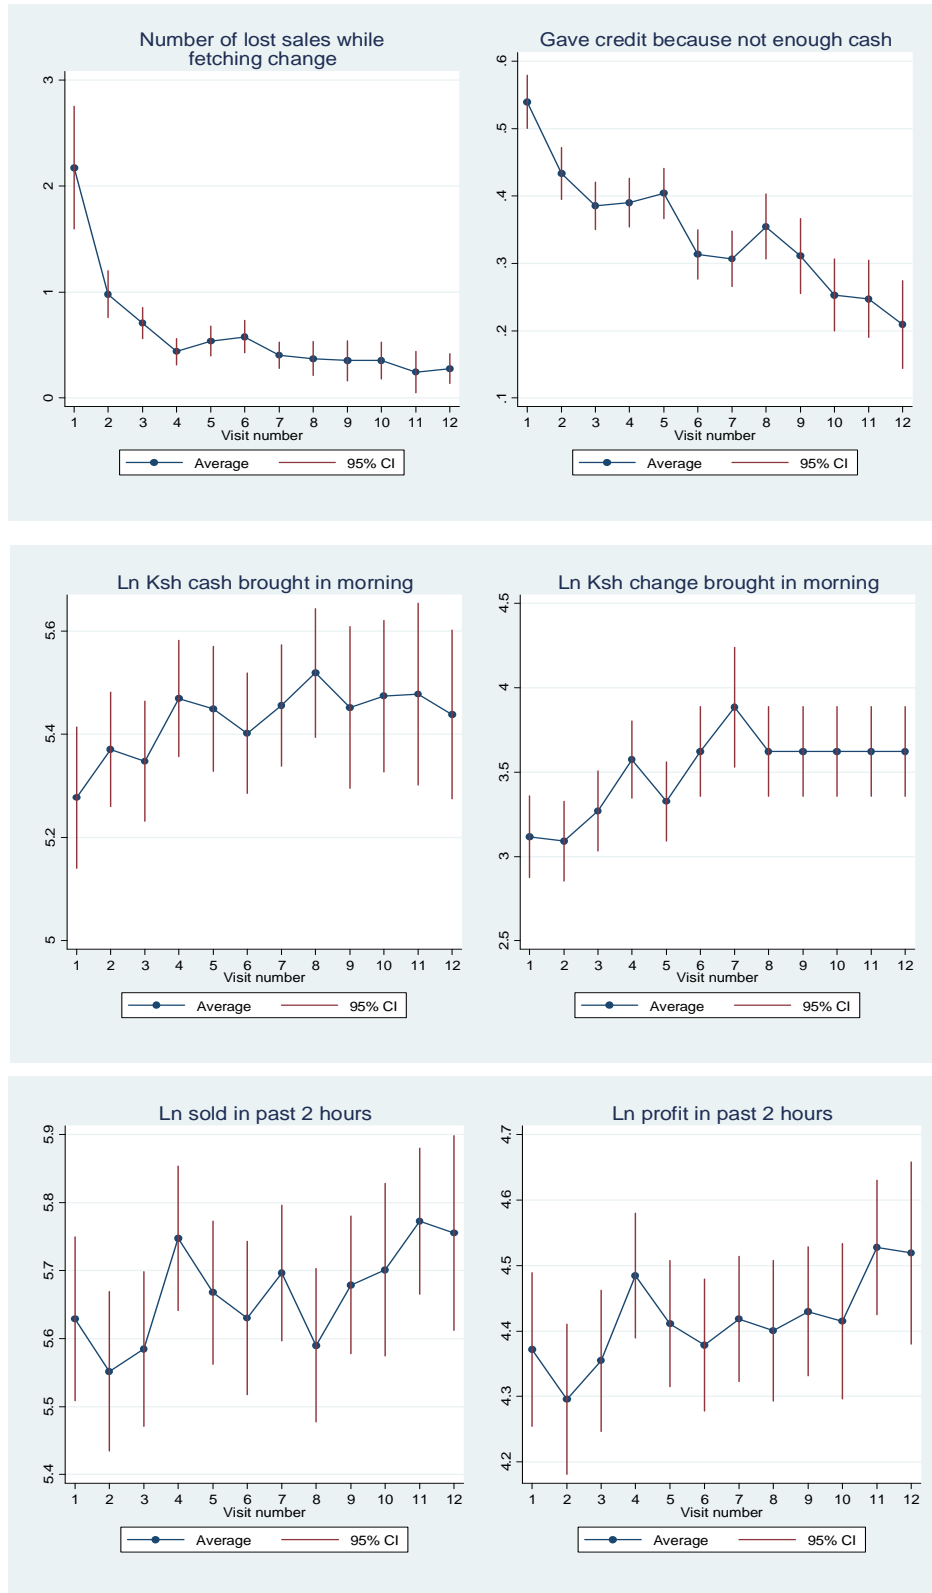 Number of lost sales while
fetching change
3
2
1
0
1 2 3 4 5 6 7 8 9 10 11 12
Visit number
Average 95% CI
Gave credit because not enough cash
.6
.5
.4
.3
.2
.1
1 2 3 4 5 6 7 8 9 10 11 12
Visit number
Average 95% CI
Ln Ksh cash brought in morning
5.6
5.4
5.2
5
1 2 3 4 5 6 7 8 9 10 11 12
Visit number
Average 95% CI
Ln Ksh change brought in morning
4.5
4
3.5
3
2.5
1 2 3 4 5 6 7 8 9 10 11 12
Visit number
Average 95% CI
Ln sold in past 2 hours
5.9
5.8
5.7
5.6
5.5
5.4
1 2 3 4 5 6 7 8 9 10 11 12
Visit number
Average 95% CI
Ln profit in past 2 hours
4.7
4.6
4.5
4.4
4.3
4.2
1 2 3 4 5 6 7 8 9 10 11 12
Visit number
Average 95% CI